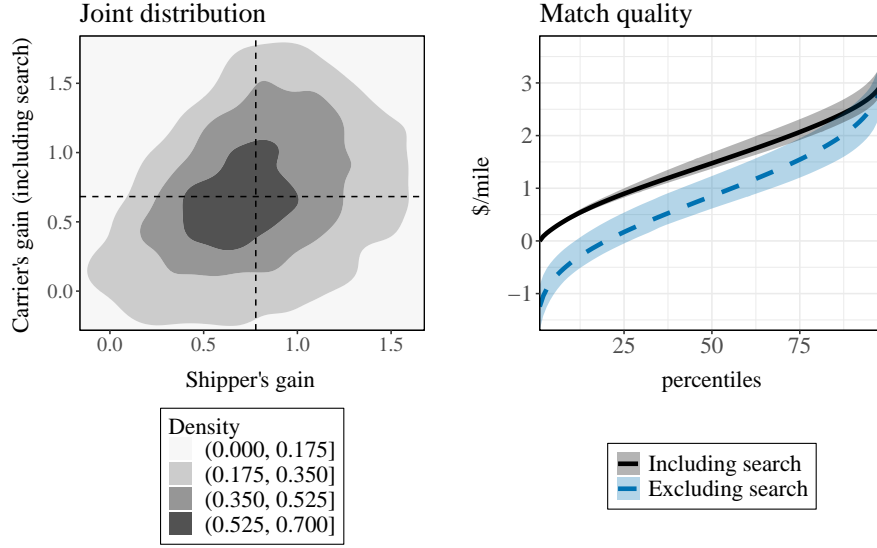 Joint distribution
Carrier's gain (including search)
1.5
1.0
0.5
0.0
0.0 0.5 1.0 1.5
Shipper's gain
Density
(0.000, 0.175]
(0.175, 0.350]
(0.350, 0.525]
(0.525, 0.700]
Match quality
$/mile
3
2
1
0
−1
25 50 75
percentiles
Including search
Excluding search